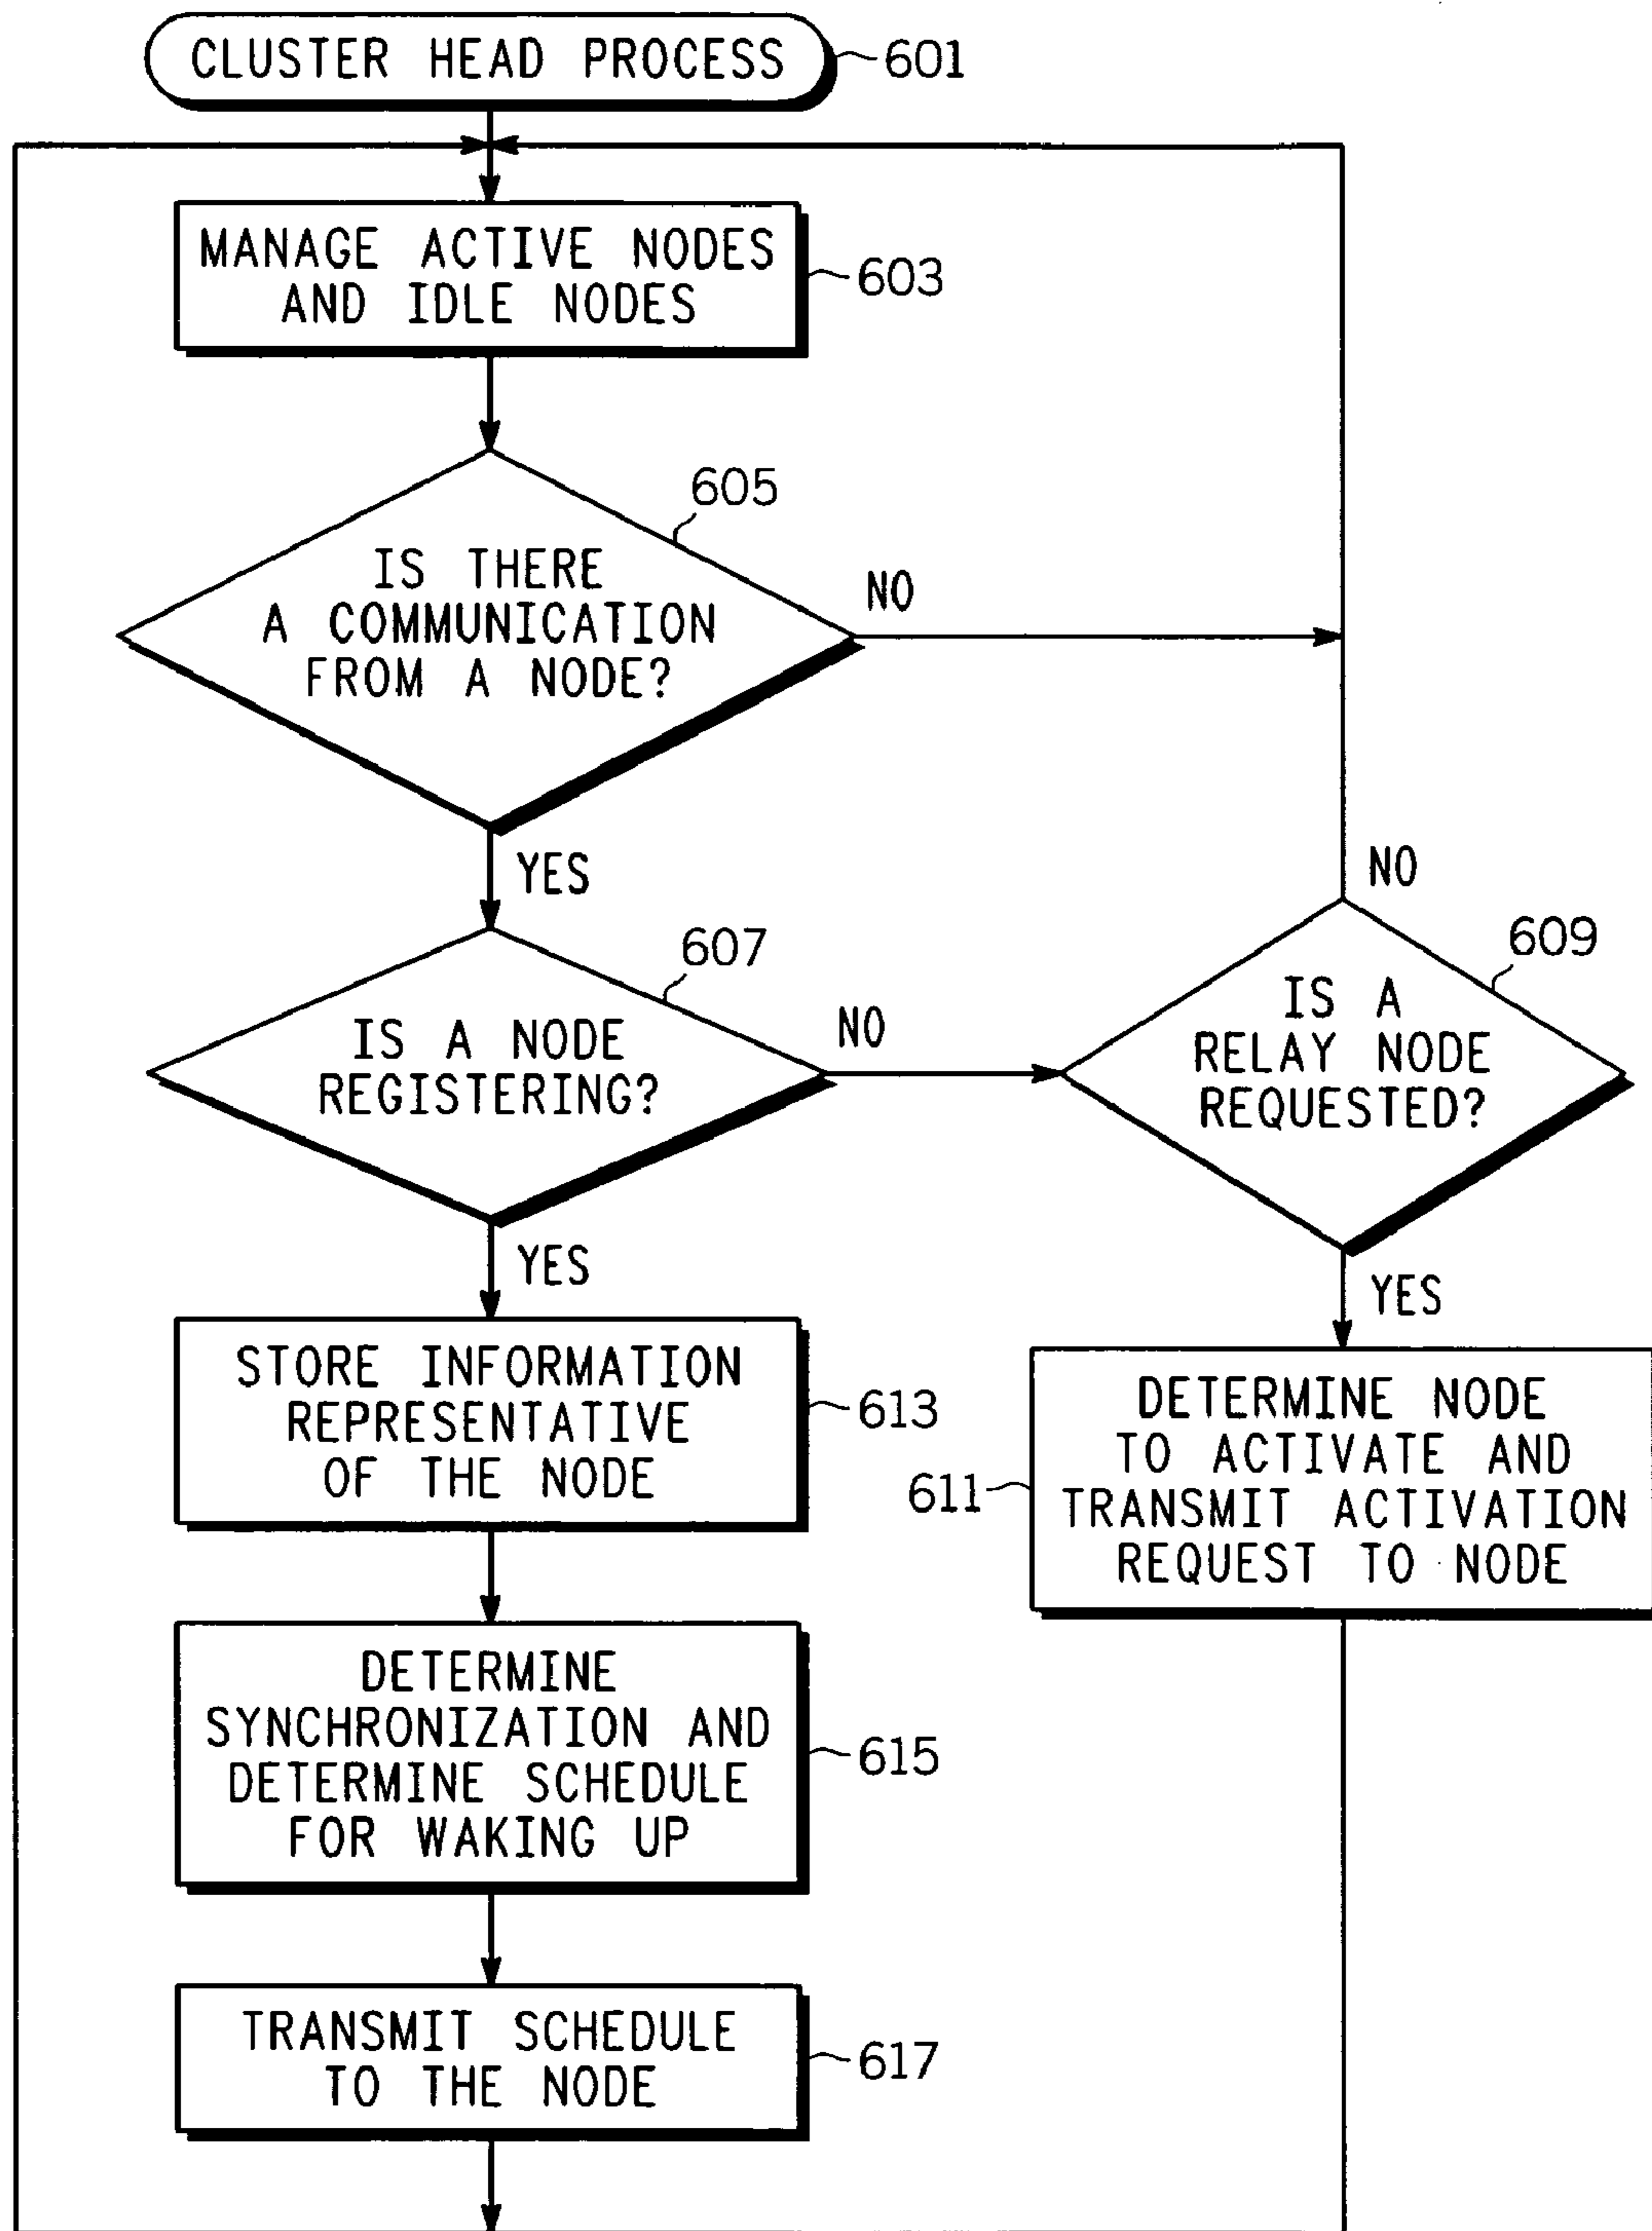 CLUSTER HEAD PROCESS
601
MANAGE ACTIVE NODES
AND IDLE NODES
603
605
IS THERE
A COMMUNICATION
FROM A NODE?
NO
YES
607
IS A NODE
REGISTERING?
NO
NO
609
IS A
RELAY NODE
REQUESTED?
YES
YES
STORE INFORMATION
REPRESENTATIVE
OF THE NODE
613
DETERMINE NODE
TO ACTIVATE AND
TRANSMIT ACTIVATION
REQUEST TO NODE
611
DETERMINE
SYNCHRONIZATION AND
DETERMINE SCHEDULE
FOR WAKING UP
615
TRANSMIT SCHEDULE
TO THE NODE
617